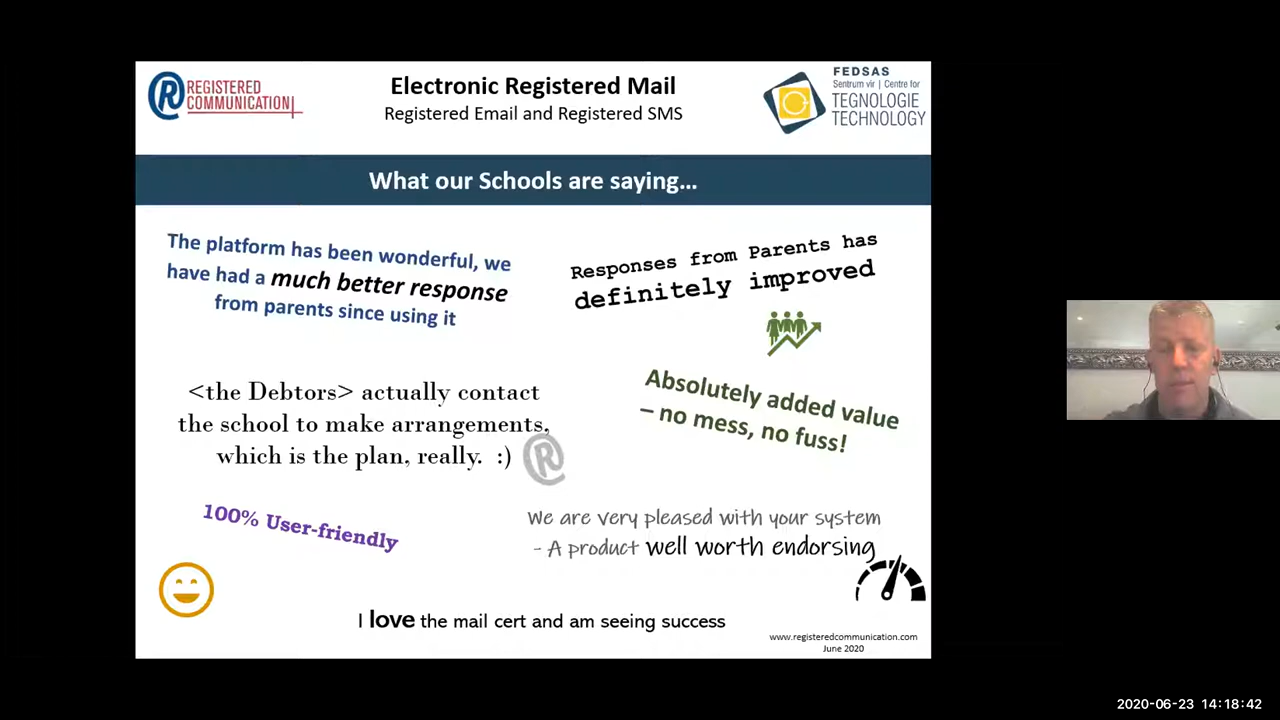 REGISTERED
COMMUNICATION
Electronic Registered Mail
Registered Email and Registered SMS
FEDSAS
Sentrum vir | Centre for
TEGNOLOGIE
TECHNOLOGY
What our Schools are saying...
The platform has been wonderful, we
have had a much better response
from parents since using it
Responses from Parents has
definitely improved
<the Debtors> actually contact
the school to make arrangements,
which is the plan, really. :)
Absolutely added value
– no mess, no fuss!
100% User-friendly
We are very pleased with your system
- A product well worth endorsing
I love the mail cert and am seeing success
www.registeredcommunication.com
June 2020
2020-06-23 14:18:42